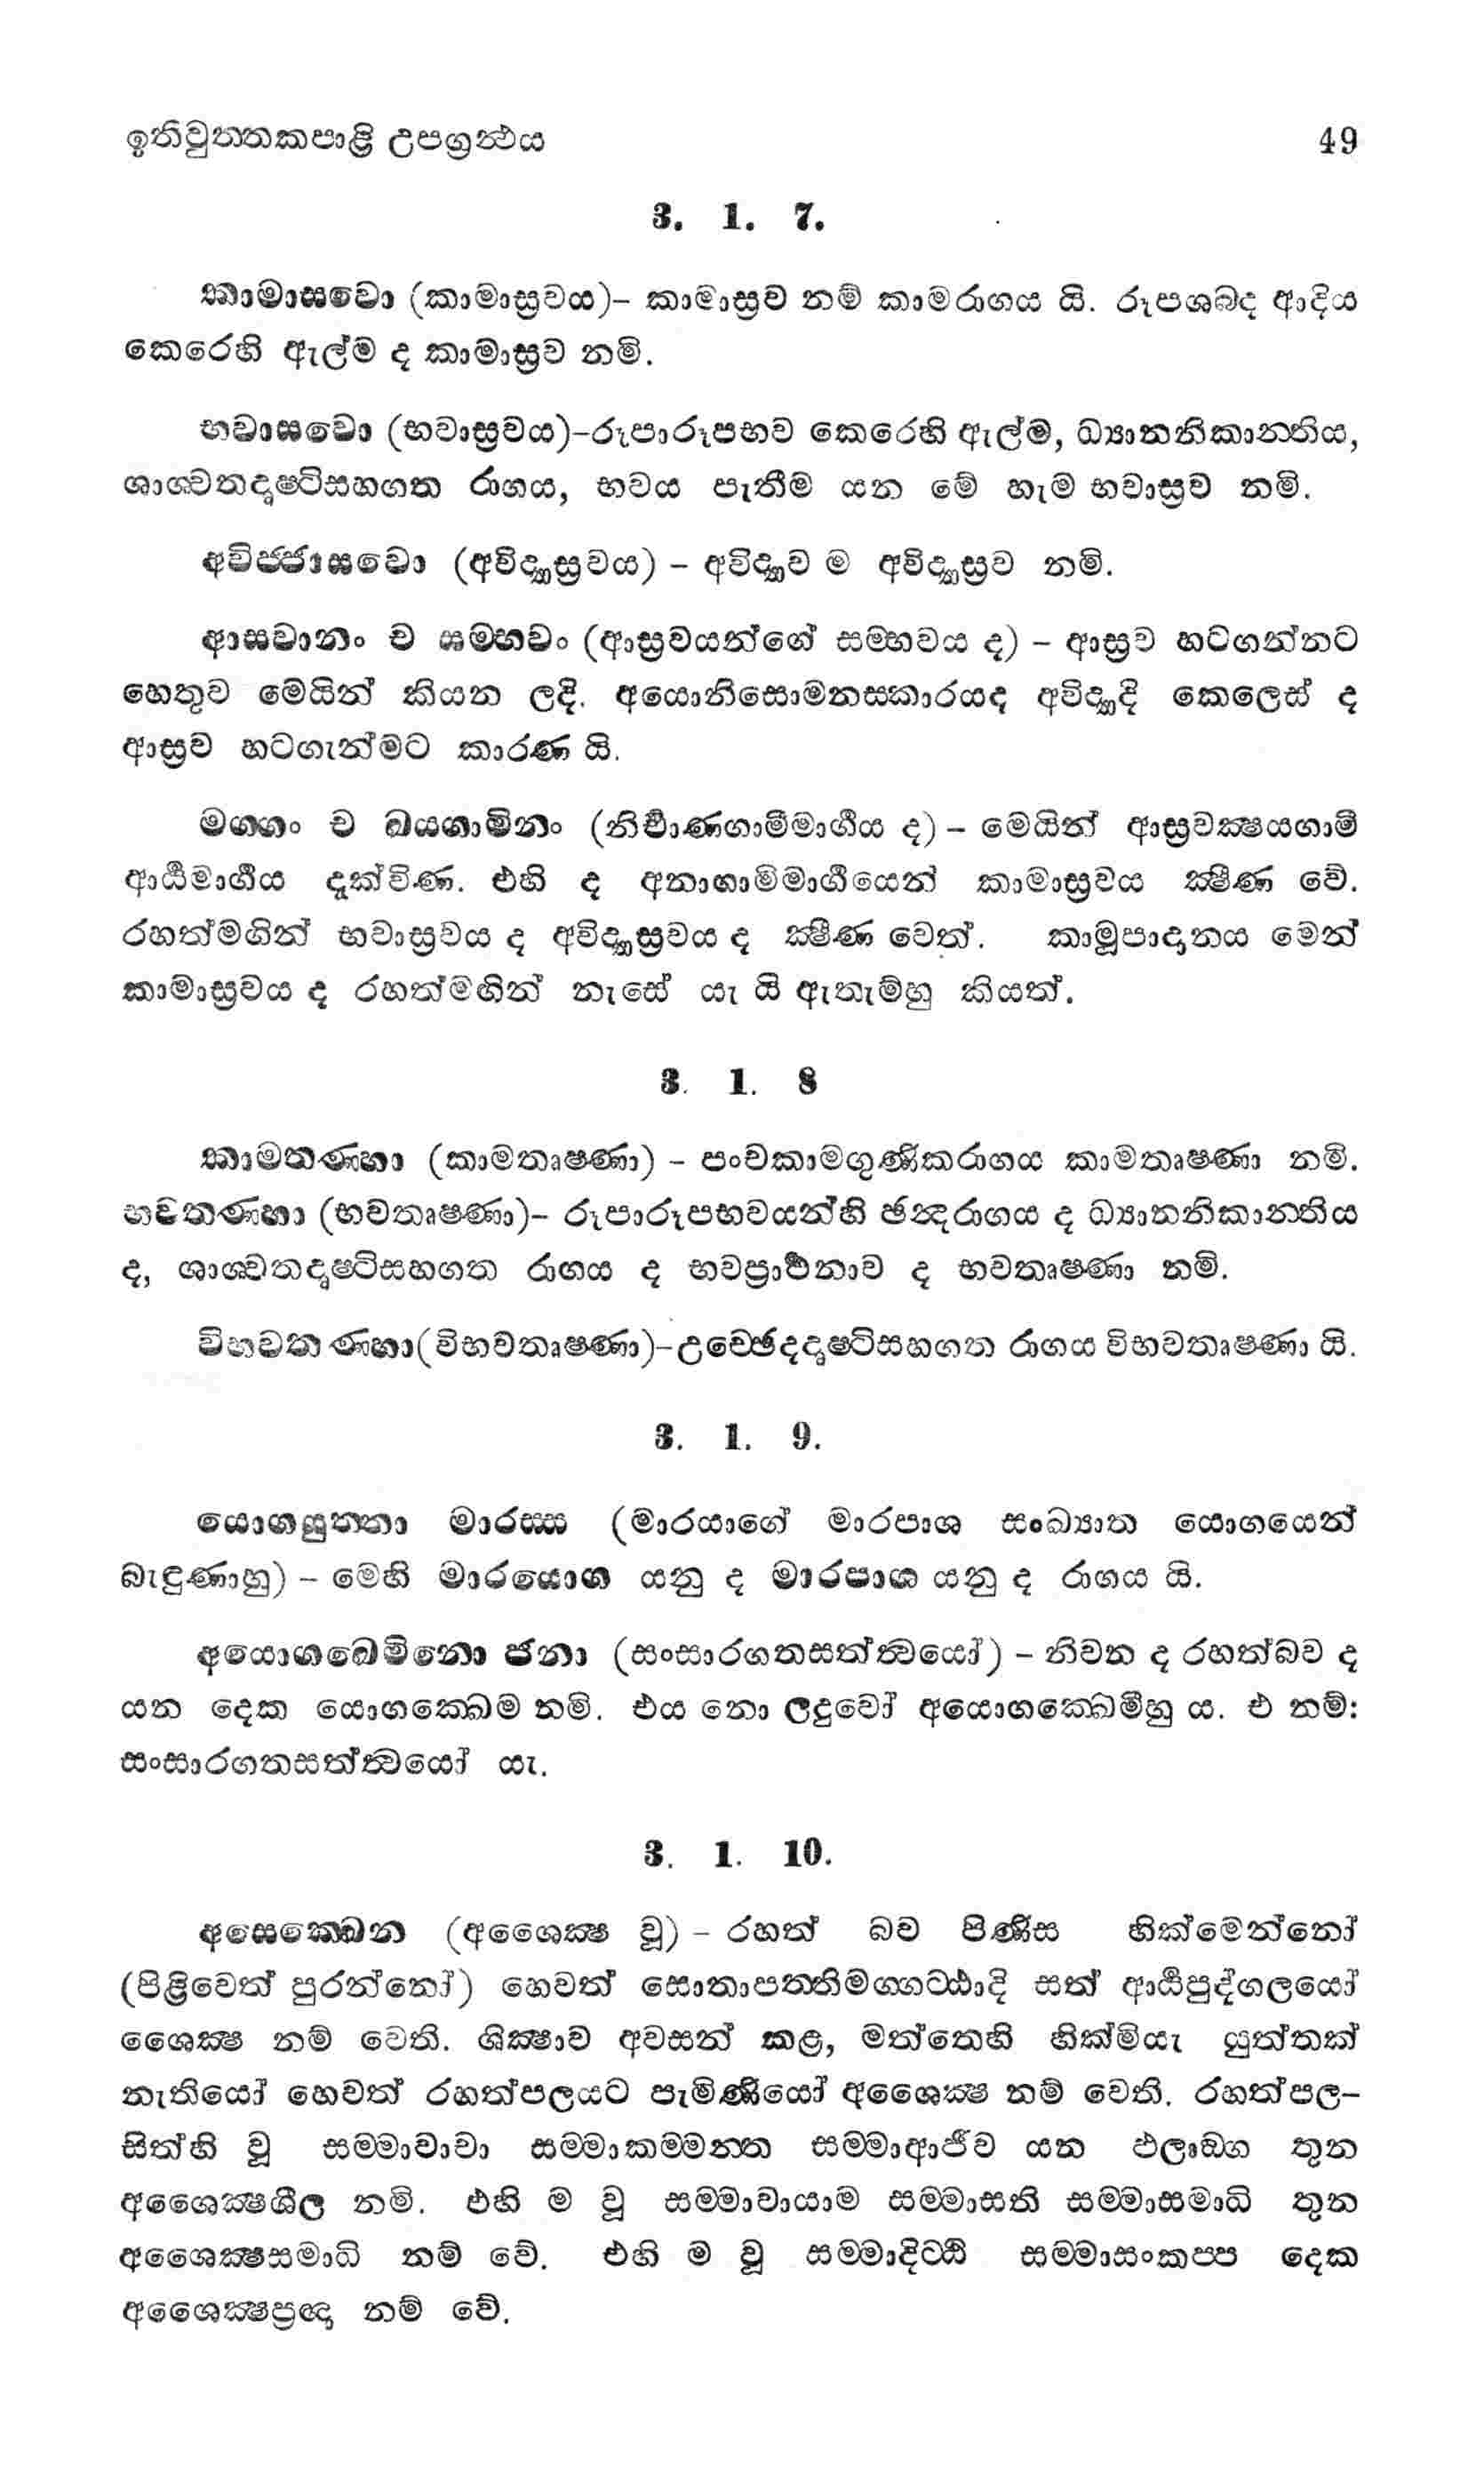 ඉතිවුත්තකපාළි උපග්‍රන්ථය 49
3. 1. 7.
කාමාසවො (කාමාස්‍රවය)- කාමාස්‍රව නම් කාමරාගය යි. රූපශබ්ද ආදිය
කෙරෙහි ඇල්ම ද කාමාස්‍රව නමි.
භවාසවො (භවාස්‍රවය)-රූපාරූපභව කෙරෙහි ඇල්ම, ධ්‍යානනිකාන්තිය,
ශාශ්වතදෘෂ්ටිසහගත රාගය, භවය පැතීම යන මේ හැම භවාස්‍රව නමි.
අවිජ්ජාසවො (අවිද්‍යාස්‍රවය) - අවිද්‍යාව ම අවිද්‍යාස්‍රව නමි.
ආසවානං ච සම්භවං (ආස්‍රවයන්ගේ සම්භවය ද) - ආස්‍රව හටගන්නට
හෙතුව මෙයින් කියන ලදි. අයොනිසොමනසකාරයද අවිද්‍යාදි කෙලෙස් ද
ආස්‍රව හටගැන්මට කාරණ යි.
මග්ගං ච ඛයගාමිනං (නිර්වාණගාමිමාර්ගය ද) - මෙයින් ආස්‍රවක්‍ෂයගාමී
ආර්‍ය්‍යමාර්ගය දැක්විණ. එහි ද අනාගාමිමාර්ගයෙන් කාමාස්‍රවය ක්‍ෂීණ වේ.
රහත්මගින් භවාස්‍රවය ද අවිද්‍යාස්‍රවය ද ක්‍ෂීණ වෙත්. කාමූපාදානය මෙන්
කාමාස්‍රවය ද රහත්මඟින් නැසේ යැ යි ඇතැම්හු කියත්.
3. 1. 8
කාමතණ්හා (කාමතෘෂ්ණා) - පංචකාමගුණිකරාගය කාමතෘෂ්ණා නමි.
භවතණ්හා (භවතෘෂ්ණා)- රූපාරූපභවයන්හි ඡන්දරාගය ද ධ්‍යානනිකාන්තිය
ද, ශාශ්වතදෘෂ්ටිසහගත රාගය ද භවප්‍රාර්ථනාව ද භවතෘෂ්ණා නමි.
විභවතණ්හා(විභවතෘෂ්ණා)-උච්ඡෙදදෘෂ්ටිසහගත රාගය විභවතෘෂ්ණා යි.
3. 1. 9.
යොගයුත්තා මාරස්ස (මාරයාගේ මාරපාශ සංඛ්‍යාත යොගයෙන්
බැඳුණාහු) - මෙහි මාරයොග යනු ද මාරපාශ යනු ද රාගය යි.
අයොගඛෙමිනො ජනා (සංසාරගතසත්ත්වයෝ) - නිවන ද රහත්බව ද
යන දෙක යොගක්ඛෙම නමි. එය නො ලදුවෝ අයොගක්ඛෙමීහු ය. එ නම්:
සංසාරගතසත්ත්වයෝ යැ.
3. 1. 10.
අසෙක්ඛෙන (අශෛක්‍ෂ වූ) - රහත් බව පිණිස හික්මෙන්නෝ
(පිළිවෙත් පුරන්නෝ) හෙවත් සොතාපත්තිමග්ගට්ඨාදි සත් ආර්‍ය්‍යපුද්ගලයෝ
ශෛක්‍ෂ නම් වෙති. ශික්‍ෂාව අවසන් කළ, මත්තෙහි හික්මියැ යුත්තක්
නැතියෝ හෙවත් රහත්පලයට පැමිණියෝ අශෛක්‍ෂ නම් වෙති. රහත්පල-
සිත්හි වූ සම්මාවාචා සම්මාකම්මන්ත සම්මාආජීව යන ඵලාඞ්ග තුන
අශෛක්‍ෂශීල නමි. එහි ම වූ සම්මාවායාම සම්මාසති සම්මාසමාධි තුන
අශෛක්‍ෂසමාධි නම් වේ. එහි ම වූ සම්මාදිට්ඨි සම්මාසංකප්ප දෙක
අශෛක්‍ෂප්‍රඥා නම් වේ.